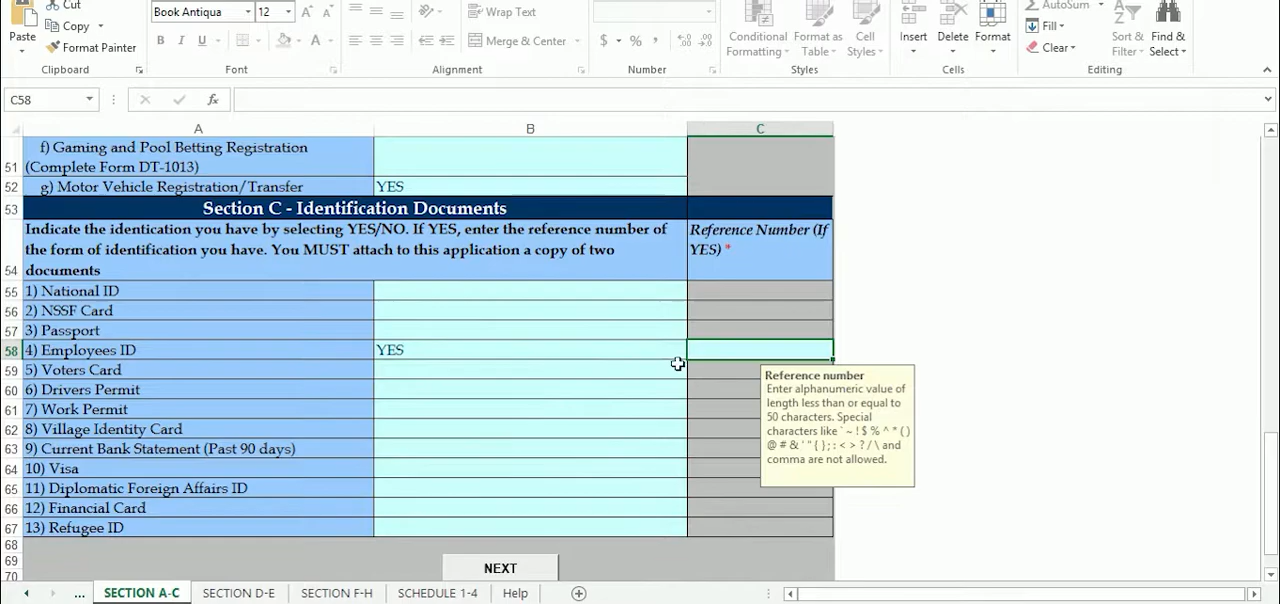 Cut
Book Antiqua 12 A A
Wrap Text
AutoSum
Copy
Fill
Paste
Format Painter
B I U A
Merge & Center
$ % ,
Conditional Formatting Format as Table Cell Styles
Insert Delete Format
Clear
Sort & Filter Find & Select
Clipboard Font Alignment Number Styles Cells Editing
C58 fx
A B C
f) Gaming and Pool Betting Registration
51 (Complete Form DT-1013)
52 g) Motor Vehicle Registration/Transfer YES
53 Section C - Identification Documents
Indicate the identication you have by selecting YES/NO. If YES, enter the reference number of Reference Number (If
the form of identification you have. You MUST attach to this application a copy of two YES) *
54 documents
55 1) National ID
56 2) NSSF Card
57 3) Passport
58 4) Employees ID YES
59 5) Voters Card
60 6) Drivers Permit
61 7) Work Permit
62 8) Village Identity Card
63 9) Current Bank Statement (Past 90 days)
64 10) Visa
65 11) Diplomatic Foreign Affairs ID
66 12) Financial Card
67 13) Refugee ID
68
69
70
Reference number
Enter alphanumeric value of
length less than or equal to
50 characters. Special
characters like ` ~ ! $ % ^ * ( )
@ # & ' " { } ; : < > ? / \ and
comma are not allowed.
NEXT
... SECTION A-C SECTION D-E SECTION F-H SCHEDULE 1-4 Help